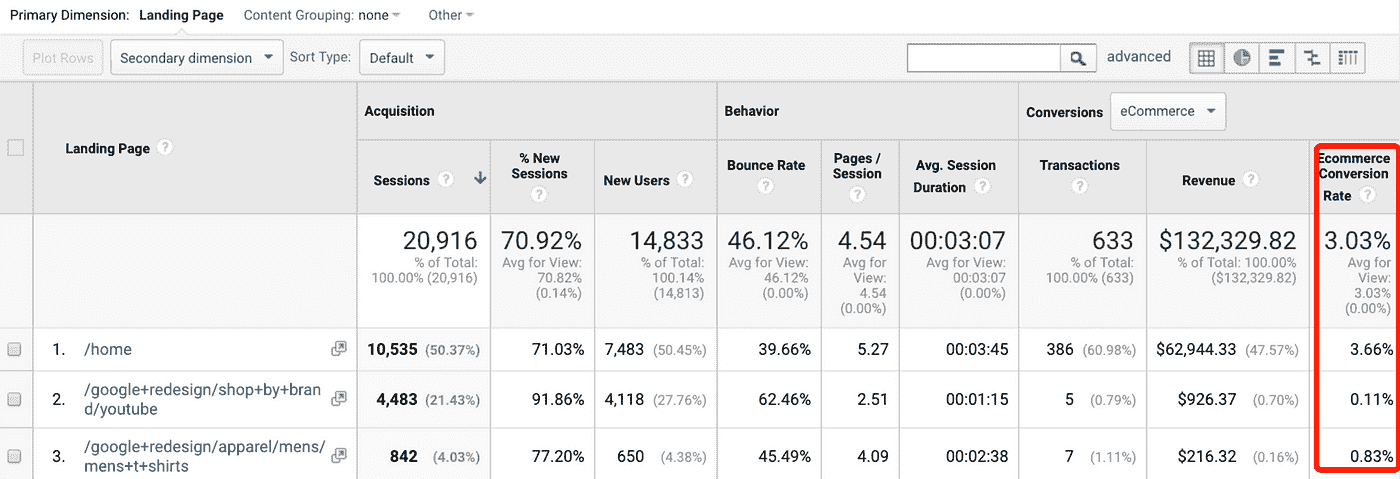 Primary Dimension: Landing Page Content Grouping: none Other
Plot Rows Secondary dimension Sort Type: Default advanced
Acquisition Behavior Conversions eCommerce
Landing Page ? Sessions ? % New Sessions ? New Users ? Bounce Rate ? Pages / Session ? Avg. Session Duration ? Transactions ? Revenue ? Ecommerce Conversion Rate ?
20,916 70.92% 14,833 46.12% 4.54 00:03:07 633 $132,329.82 3.03%
% of Total: 100.00% (20,916) Avg for View: 70.82% (0.14%) % of Total: 100.14% (14,813) Avg for View: 46.12% (0.00%) Avg for View: 4.54 (0.00%) Avg for View: 00:03:07 (0.00%) % of Total: 100.00% (633) % of Total: 100.00% ($132,329.82) Avg for View: 3.03% (0.00%)
1. /home 10,535 (50.37%) 71.03% 7,483 (50.45%) 39.66% 5.27 00:03:45 386 (60.98%) $62,944.33 (47.57%) 3.66%
2. /google+redesign/shop+by+brand/youtube 4,483 (21.43%) 91.86% 4,118 (27.76%) 62.46% 2.51 00:01:15 5 (0.79%) $926.37 (0.70%) 0.11%
3. /google+redesign/apparel/mens/mens+t+shirts 842 (4.03%) 77.20% 650 (4.38%) 45.49% 4.09 00:02:38 7 (1.11%) $216.32 (0.16%) 0.83%